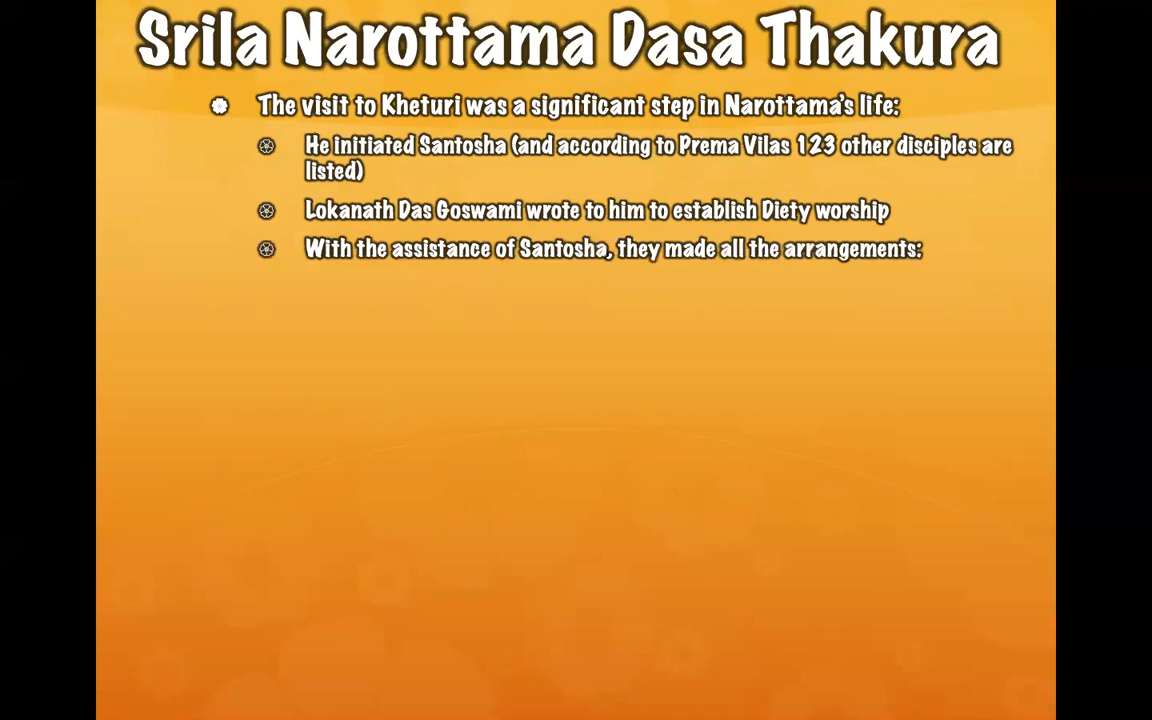 Srila Narottama Dasa Thakura
The visit to Kheturi was a significant step in Narottama's life:
He initiated Santosha (and according to Prema Vilas 123 other disciples are
listed)
Lokanath Das Goswami wrote to him to establish Diety worship
With the assistance of Santosha, they made all the arrangements: